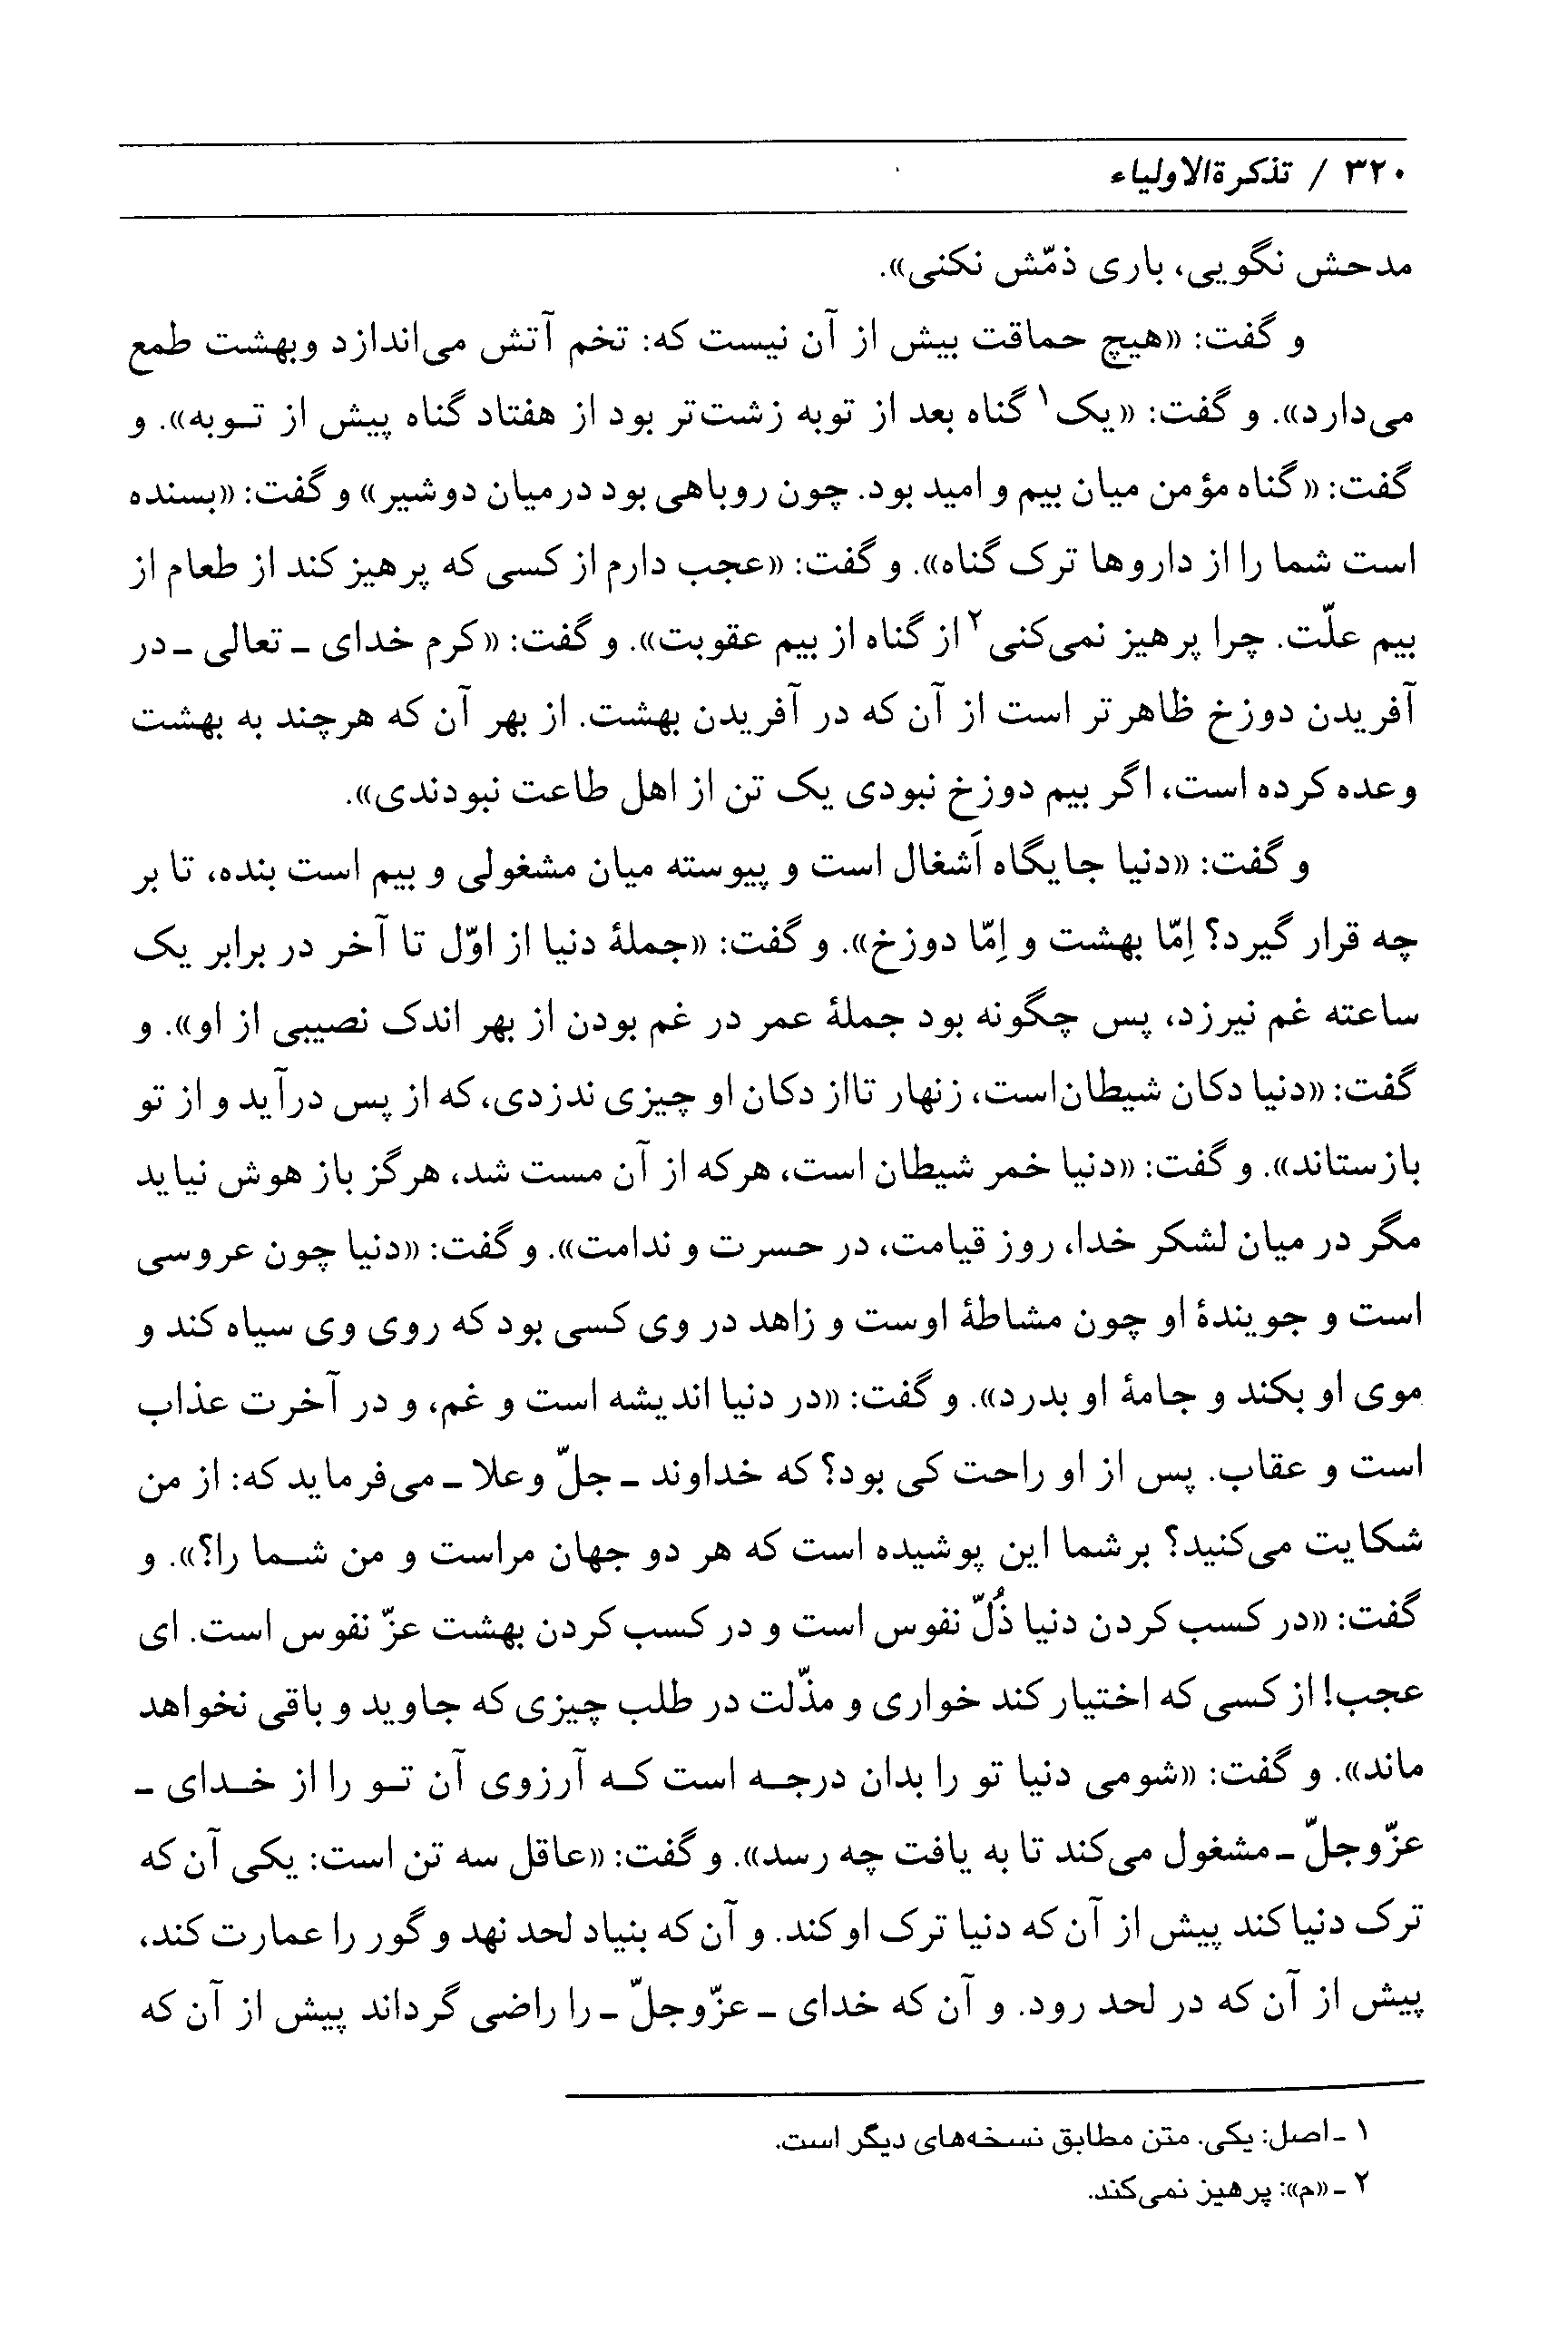 ۳۲۰ / تذکرةالاولیاء
مدحش نگویی، باری ذمّش نکنی».
و گفت: «هیچ حماقت بیش از آن نیست که: تخم آتش می‌اندازد وبهشت طمع
می‌دارد». و گفت: «یک۱ گناه بعد از توبه زشت‌تر بود از هفتاد گناه پیش از تـوبه». و
گفت: «گناه مؤمن میان بیم و امید بود. چون روباهی بود درمیان دوشیر» و گفت: «بسنده
است شما را از داروها ترک گناه». و گفت: «عجب دارم از کسی که پرهیز کند از طعام از
بیم علّت. چرا پرهیز نمی‌کنی۲ از گناه از بیم عقوبت». و گفت: «کرم خدای ـ تعالی ـ در
آفریدن دوزخ ظاهرتر است از آن که در آفریدن بهشت. از بهر آن که هرچند به بهشت
وعده کرده است، اگر بیم دوزخ نبودی یک تن از اهل طاعت نبودندی».
و گفت: «دنیا جایگاه اَشغال است و پیوسته میان مشغولی و بیم است بنده، تا بر
چه قرار گیرد؟ اِمّا بهشت و اِمّا دوزخ». و گفت: «جملهٔ دنیا از اوّل تا آخر در برابر یک
ساعته غم نیرزد، پس چگونه بود جملهٔ عمر در غم بودن از بهر اندک نصیبی از او». و
گفت: «دنیا دکان شیطان‌است، زنهار تااز دکان او چیزی ندزدی، که از پس درآید و از تو
بازستاند». و گفت: «دنیا خمر شیطان است، هرکه از آن مست شد، هرگز باز هوش نیاید
مگر در میان لشکر خدا، روز قیامت، در حسرت و ندامت». و گفت: «دنیا چون عروسی
است و جویندهٔ او چون مشاطهٔ اوست و زاهد در وی کسی بود که روی وی سیاه کند و
موی او بکند و جامهٔ او بدرد». و گفت: «در دنیا اندیشه است و غم، و در آخرت عذاب
است و عقاب. پس از او راحت کی بود؟ که خداوند ـ جلّ وعلا ـ می‌فرماید که: از من
شکایت می‌کنید؟ برشما این پوشیده است که هر دو جهان مراست و من شـما را؟». و
گفت: «در کسب کردن دنیا ذُلّ نفوس است و در کسب کردن بهشت عزّ نفوس است. ای
عجب! از کسی که اختیار کند خواری و مذّلت در طلب چیزی که جاوید و باقی نخواهد
ماند». و گفت: «شومی دنیا تو را بدان درجـه است کـه آرزوی آن تـو را از خـدای ـ
عزّوجلّ ـ مشغول می‌کند تا به یافت چه رسد». و گفت: «عاقل سه تن است: یکی آن که
ترک دنیا کند پیش از آن که دنیا ترک او کند. و آن که بنیاد لحد نهد و گور را عمارت کند،
پیش از آن که در لحد رود. و آن که خدای ـ عزّوجلّ ـ را راضی گرداند پیش از آن که
۱ ـ اصل: یکی. متن مطابق نسخه‌های دیگر است.
۲ ـ «م»: پرهیز نمی‌کند.